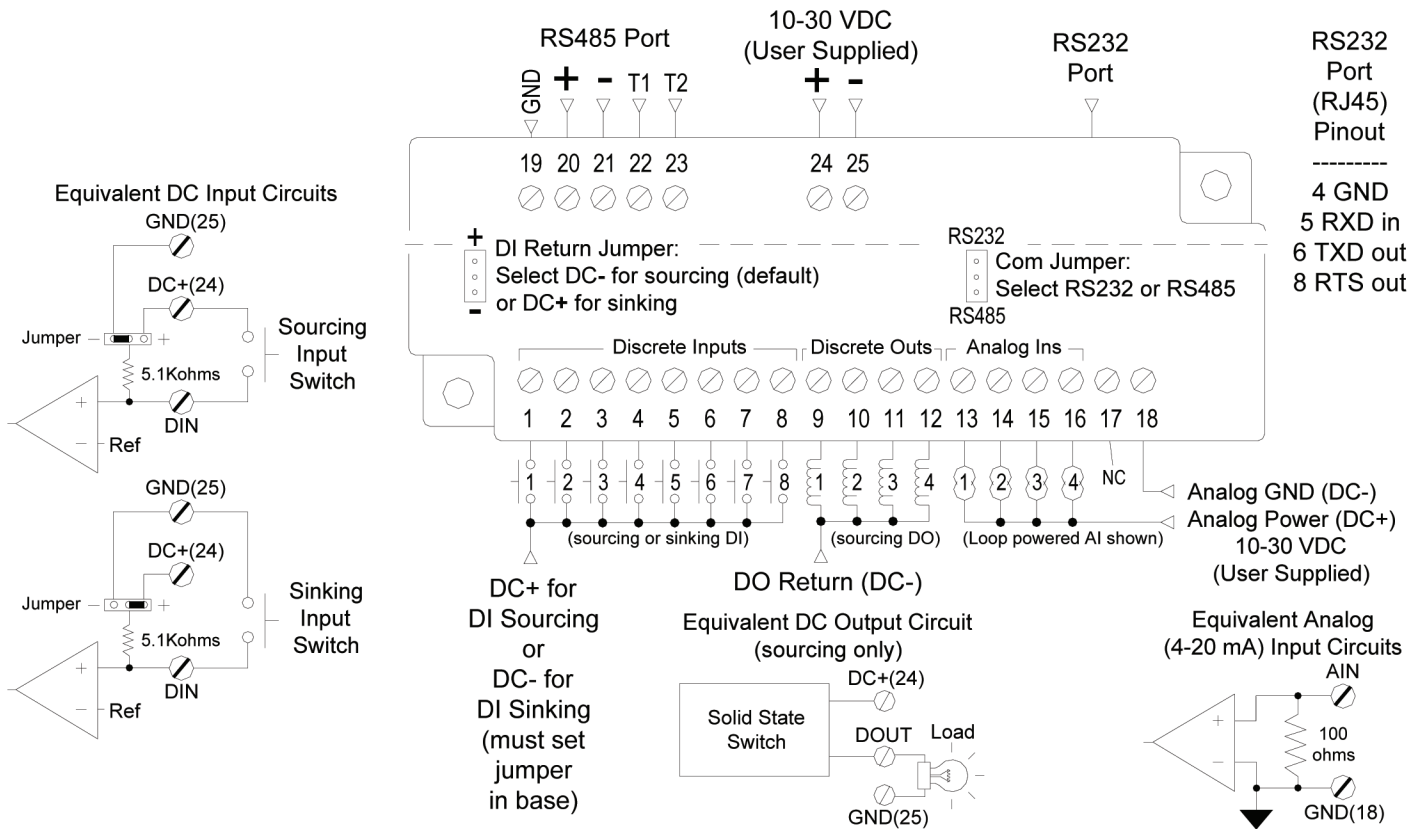 RS485 Port
10-30 VDC
(User Supplied)
RS232
Port
RS232
Port
(RJ45)
Pinout
---------
4 GND
5 RXD in
6 TXD out
8 RTS out
GND + - T1 T2
+ -
19 20 21 22 23
24 25
+
DI Return Jumper:
Select DC- for sourcing (default)
or DC+ for sinking
-
RS232
Com Jumper:
Select RS232 or RS485
RS485
Discrete Inputs
Discrete Outs
Analog Ins
1 2 3 4 5 6 7 8 9 10 11 12 13 14 15 16 17 18
1 2 3 4 5 6 7 8
1 2 3 4
1 2 3 4
NC
(sourcing or sinking DI)
(sourcing DO)
(Loop powered AI shown)
Analog GND (DC-)
Analog Power (DC+)
10-30 VDC
(User Supplied)
DC+ for
DI Sourcing
or
DC- for
DI Sinking
(must set
jumper
in base)
DO Return (DC-)
Equivalent DC Output Circuit
(sourcing only)
DC+(24)
Solid State
Switch
DOUT
Load
GND(25)
Equivalent Analog
(4-20 mA) Input Circuits
AIN
+
-
100
ohms
GND(18)
Equivalent DC Input Circuits
GND(25)
DC+(24)
Jumper - +
Sourcing
Input
Switch
5.1Kohms
+
DIN
- Ref
GND(25)
DC+(24)
Jumper - +
Sinking
Input
Switch
5.1Kohms
+
DIN
- Ref